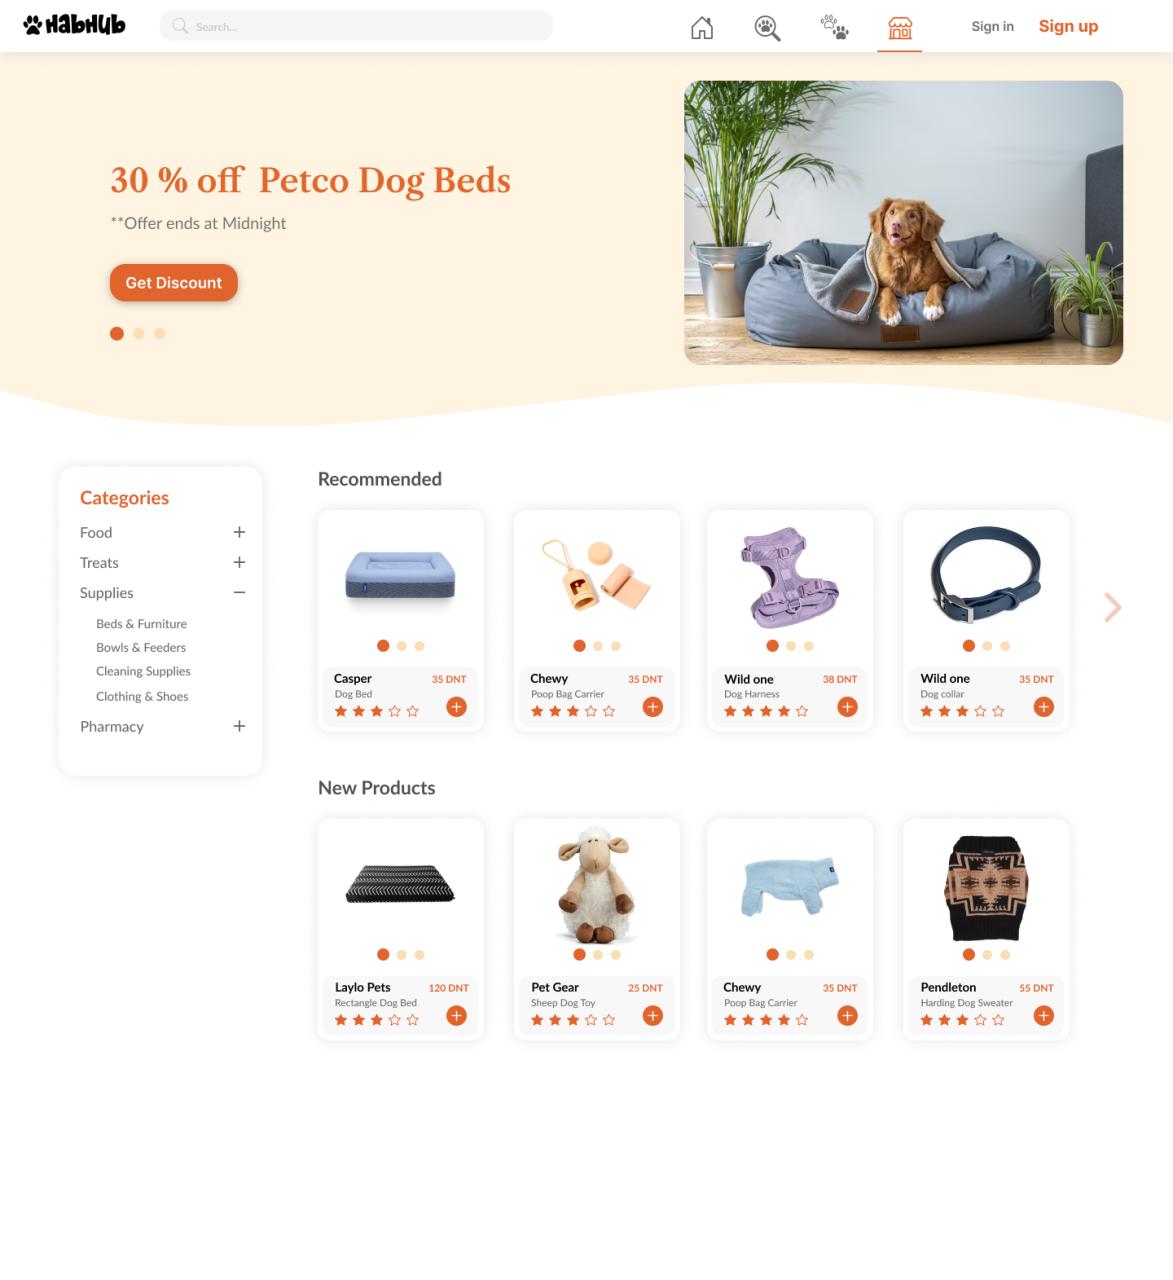 HabHub
Search...
Sign in
Sign up
30 % off Petco Dog Beds
**Offer ends at Midnight
Get Discount
Categories
Food
Treats
Supplies
Beds & Furniture
Bowls & Feeders
Cleaning Supplies
Clothing & Shoes
Pharmacy
Recommended
Casper 35 DNT
Dog Bed
Chewy 35 DNT
Poop Bag Carrier
Wild one 38 DNT
Dog Harness
Wild one 35 DNT
Dog collar
New Products
Laylo Pets 120 DNT
Rectangle Dog Bed
Pet Gear 25 DNT
Sheep Dog Toy
Chewy 35 DNT
Poop Bag Carrier
Pendleton 55 DNT
Harding Dog Sweater